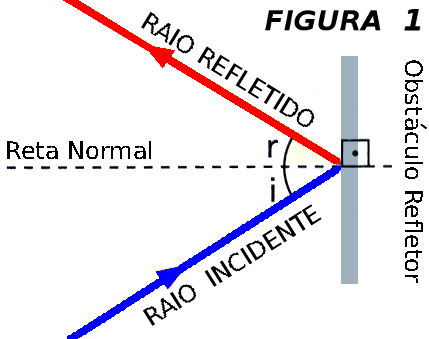 FIGURA 1
RAIO REFLETIDO
Obstáculo Refletor
r
Reta Normal
i
RAIO INCIDENTE